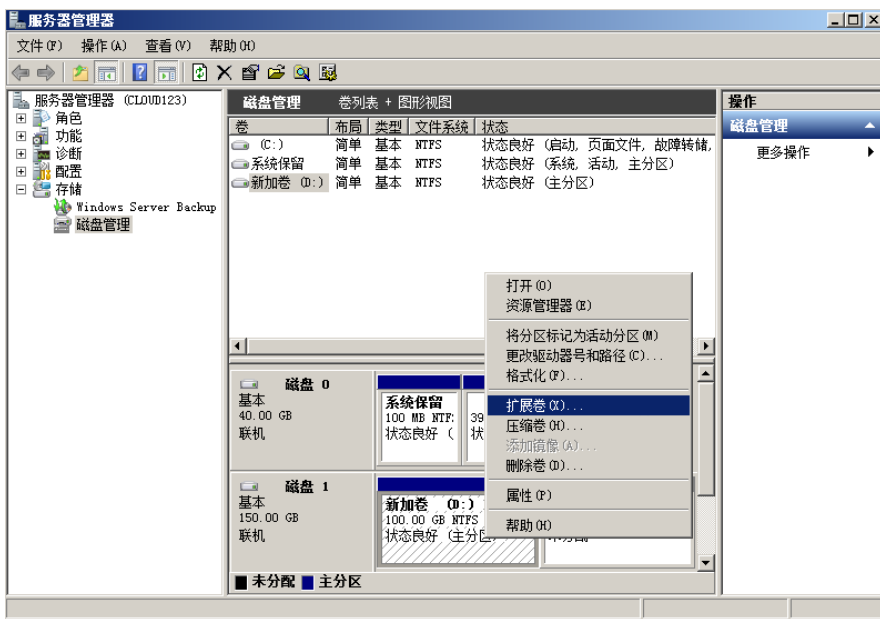 服务器管理器
文件(F) 操作(A) 查看(V) 帮助(H)
服务器管理器 (CLOUD123)
角色
功能
诊断
配置
存储
Windows Server Backup
磁盘管理
磁盘管理 卷列表 + 图形视图
卷 布局 类型 文件系统 状态
(C:) 简单 基本 NTFS 状态良好 (启动, 页面文件, 故障转储,
系统保留 简单 基本 NTFS 状态良好 (系统, 活动, 主分区)
新加卷 (D:) 简单 基本 NTFS 状态良好 (主分区)
操作
磁盘管理
更多操作
打开(O)
资源管理器(E)
将分区标记为活动分区(M)
更改驱动器号和路径(C)...
格式化(F)...
扩展卷(X)...
压缩卷(H)...
添加镜像(A)...
删除卷(D)...
属性(P)
帮助(H)
磁盘 0
基本
40.00 GB
联机
系统保留
100 MB NTF:
状态良好 (
39
状
磁盘 1
基本
150.00 GB
联机
新加卷 (D:)
100.00 GB NTFS
状态良好 (主分区)
未分配
未分配 主分区